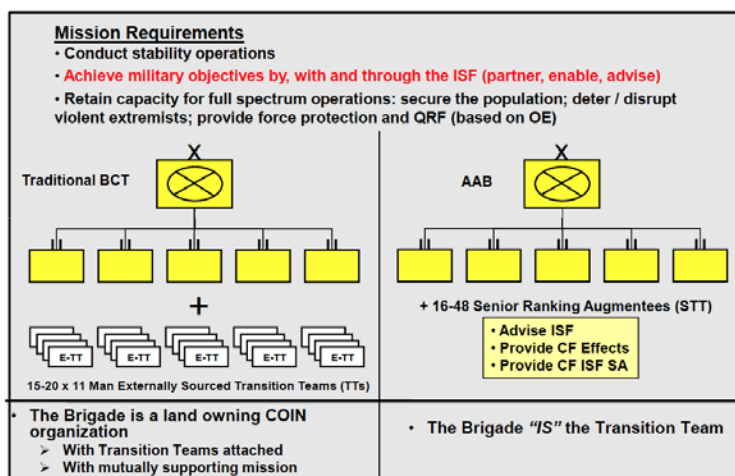 Mission Requirements
• Conduct stability operations
• Achieve military objectives by, with and through the ISF (partner, enable, advise)
• Retain capacity for full spectrum operations: secure the population; deter / disrupt
violent extremists; provide force protection and QRF (based on OE)
Traditional BCT
X
AAB
X
+
E-TT
E-TT
E-TT
E-TT
E-TT
15-20 x 11 Man Externally Sourced Transition Teams (TTs)
+ 16-48 Senior Ranking Augmentees (STT)
• Advise ISF
• Provide CF Effects
• Provide CF ISF SA
• The Brigade is a land owning COIN
organization
➢ With Transition Teams attached
➢ With mutually supporting mission
• The Brigade "IS" the Transition Team